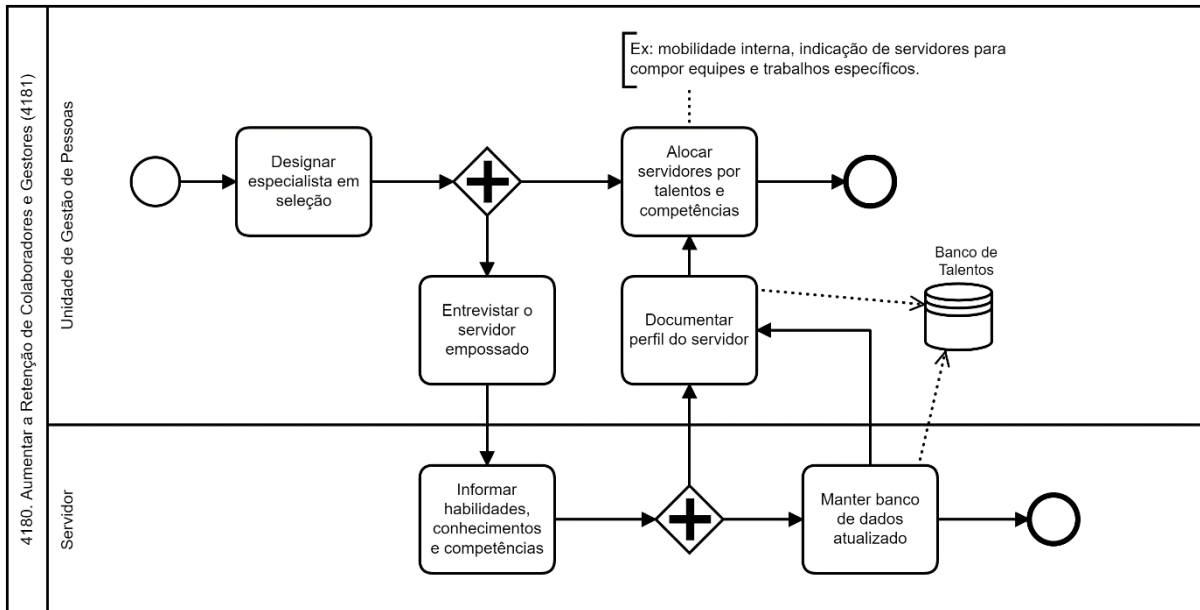 4180. Aumentar a Retenção de Colaboradores e Gestores (4181)
Unidade de Gestão de Pessoas
Ex: mobilidade interna, indicação de servidores para
compor equipes e trabalhos específicos.
Designar
especialista em
seleção
Alocar
servidores por
talentos e
competências
Entrevistar o
servidor
empossado
Documentar
perfil do servidor
Banco de
Talentos
Servidor
Informar
habilidades,
conhecimentos
e competências
Manter banco
de dados
atualizado